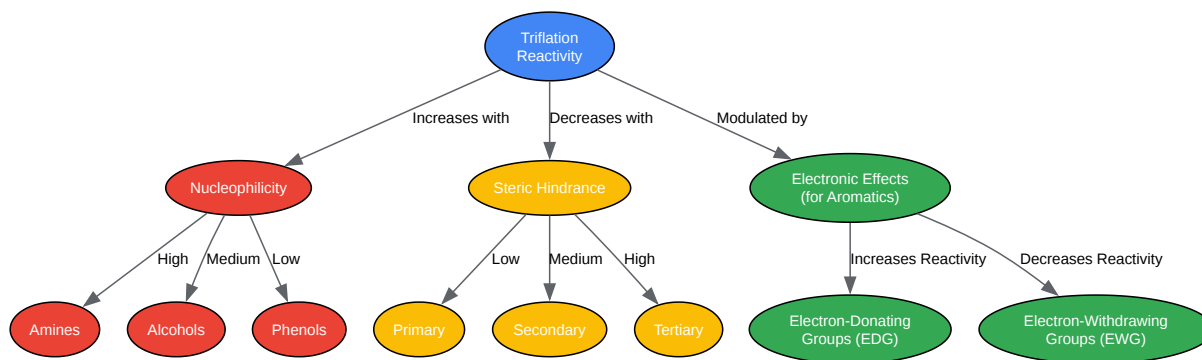 Triflation
Reactivity
Increases with
Decreases with
Modulated by
Nucleophilicity
Steric Hindrance
Electronic Effects
(for Aromatics)
High
Medium
Low
Low
Medium
High
Increases Reactivity
Decreases Reactivity
Amines
Alcohols
Phenols
Primary
Secondary
Tertiary
Electron-Donating
Groups (EDG)
Electron-Withdrawing
Groups (EWG)